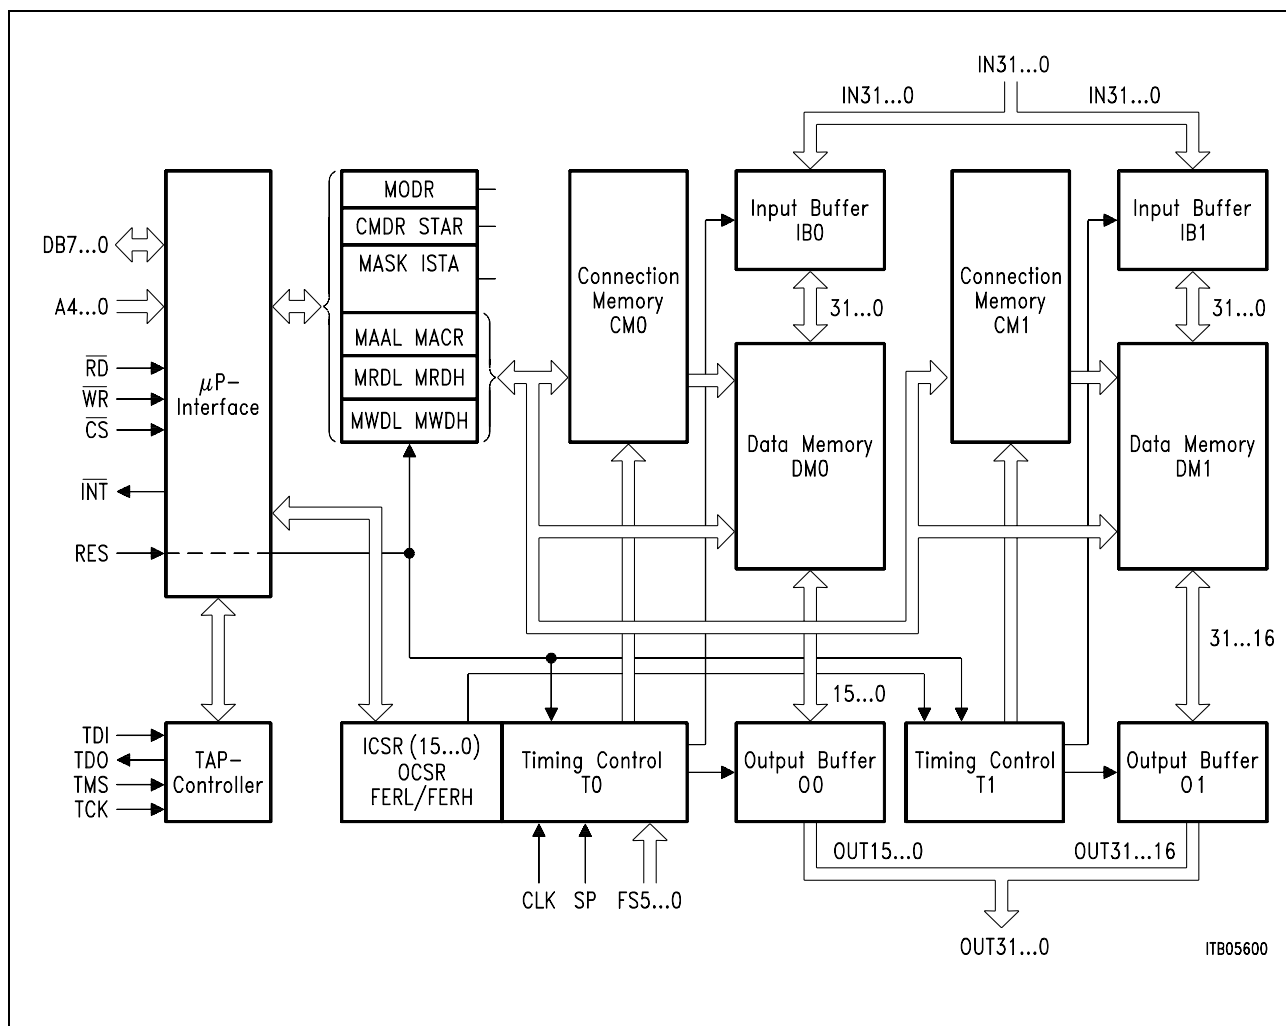 IN31...0
IN31...0
IN31...0
MODR
CMDR STAR
MASK ISTA
MAAL MACR
MRDL MRDH
MWDL MWDH
DB7...0
A4...0
R̅D̅
W̅R̅
C̅S̅
I̅N̅T̅
RES
μP-
Interface
Connection
Memory
CM0
Input Buffer
IB0
31...0
Data Memory
DM0
Connection
Memory
CM1
Input Buffer
IB1
31...0
Data Memory
DM1
15...0
31...16
TDI
TDO
TMS
TCK
TAP-
Controller
ICSR (15...0)
OCSR
FERL/FERH
Timing Control
T0
Output Buffer
O0
Timing Control
T1
Output Buffer
O1
CLK
SP
FS5...0
OUT15...0
OUT31...16
OUT31...0
ITB05600